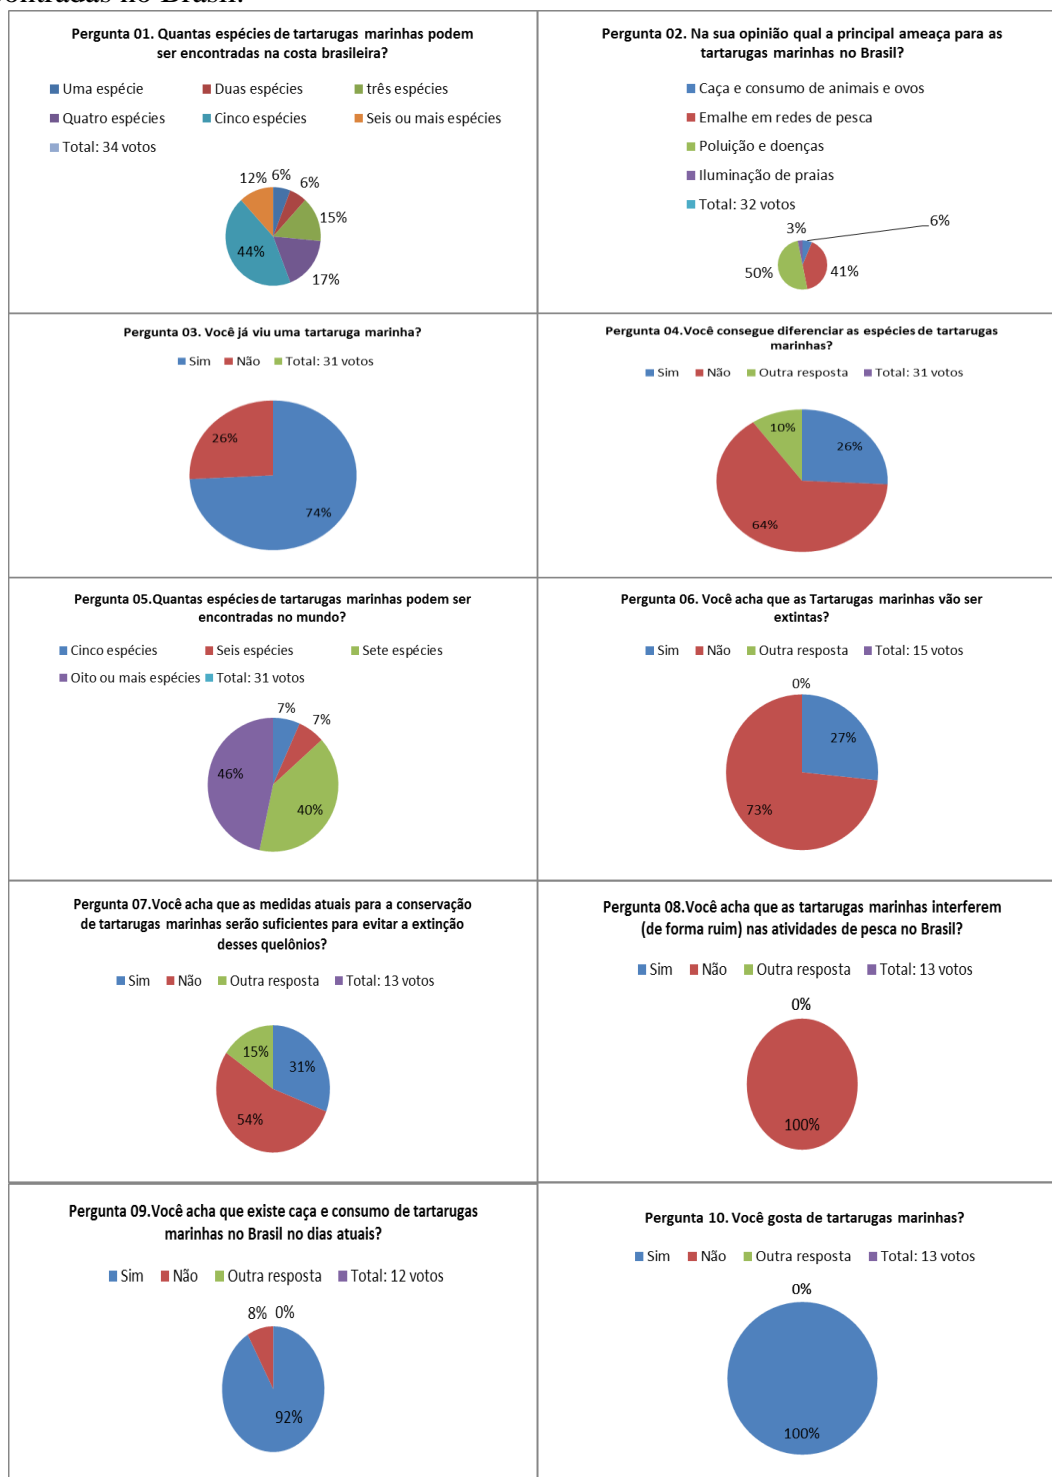 contradas no Brasil.
Pergunta 01. Quantas espécies de tartarugas marinhas podem
ser encontradas na costa brasileira?
Uma espécie Duas espécies três espécies
Quatro espécies Cinco espécies Seis ou mais espécies
Total: 34 votos
12% 6% 6%
15%
44%
17%
Pergunta 02. Na sua opinião qual a principal ameaça para as
tartarugas marinhas no Brasil?
Caça e consumo de animais e ovos
Emalhe em redes de pesca
Poluição e doenças
Iluminação de praias
Total: 32 votos
3% 6%
50% 41%
Pergunta 03. Você já viu uma tartaruga marinha?
Sim Não Total: 31 votos
26%
74%
Pergunta 04.Você consegue diferenciar as espécies de tartarugas
marinhas?
Sim Não Outra resposta Total: 31 votos
10%
26%
64%
Pergunta 05.Quantas espécies de tartarugas marinhas podem ser
encontradas no mundo?
Cinco espécies Seis espécies Sete espécies
Oito ou mais espécies Total: 31 votos
7%
7%
46%
40%
Pergunta 06. Você acha que as Tartarugas marinhas vão ser
extintas?
Sim Não Outra resposta Total: 15 votos
0%
27%
73%
Pergunta 07.Você acha que as medidas atuais para a conservação
de tartarugas marinhas serão suficientes para evitar a extinção
desses quelônios?
Sim Não Outra resposta Total: 13 votos
15%
31%
54%
Pergunta 08.Você acha que as tartarugas marinhas interferem
(de forma ruim) nas atividades de pesca no Brasil?
Sim Não Outra resposta Total: 13 votos
0%
100%
Pergunta 09.Você acha que existe caça e consumo de tartarugas
marinhas no Brasil no dias atuais?
Sim Não Outra resposta Total: 12 votos
8% 0%
92%
Pergunta 10. Você gosta de tartarugas marinhas?
Sim Não Outra resposta Total: 13 votos
0%
100%